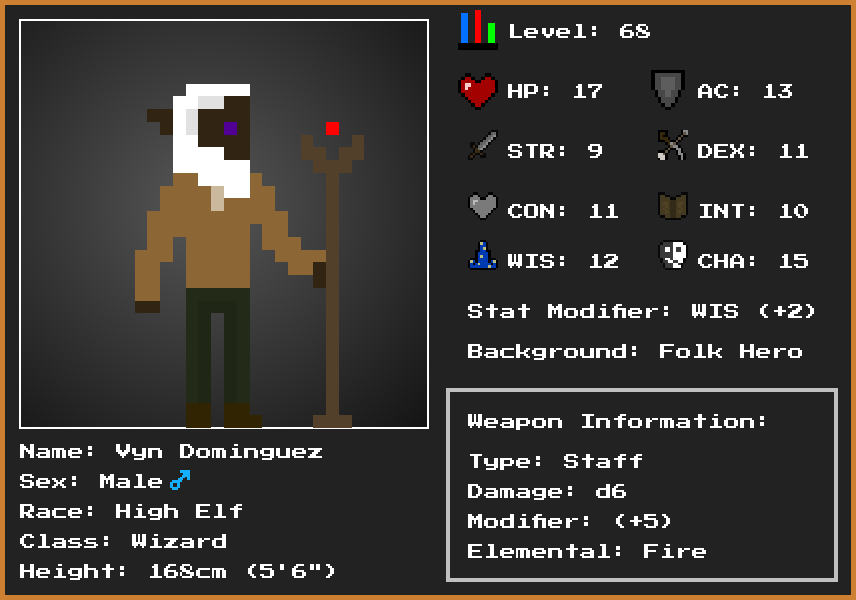 Level: 68
HP: 17 AC: 13
STR: 9 DEX: 11
CON: 11 INT: 10
WIS: 12 CHA: 15
Stat Modifier: WIS (+2)
Background: Folk Hero
Weapon Information:
Type: Staff
Damage: d6
Modifier: (+5)
Elemental: Fire
Name: Vyn Dominguez
Sex: Male ♂
Race: High Elf
Class: Wizard
Height: 168cm (5'6")